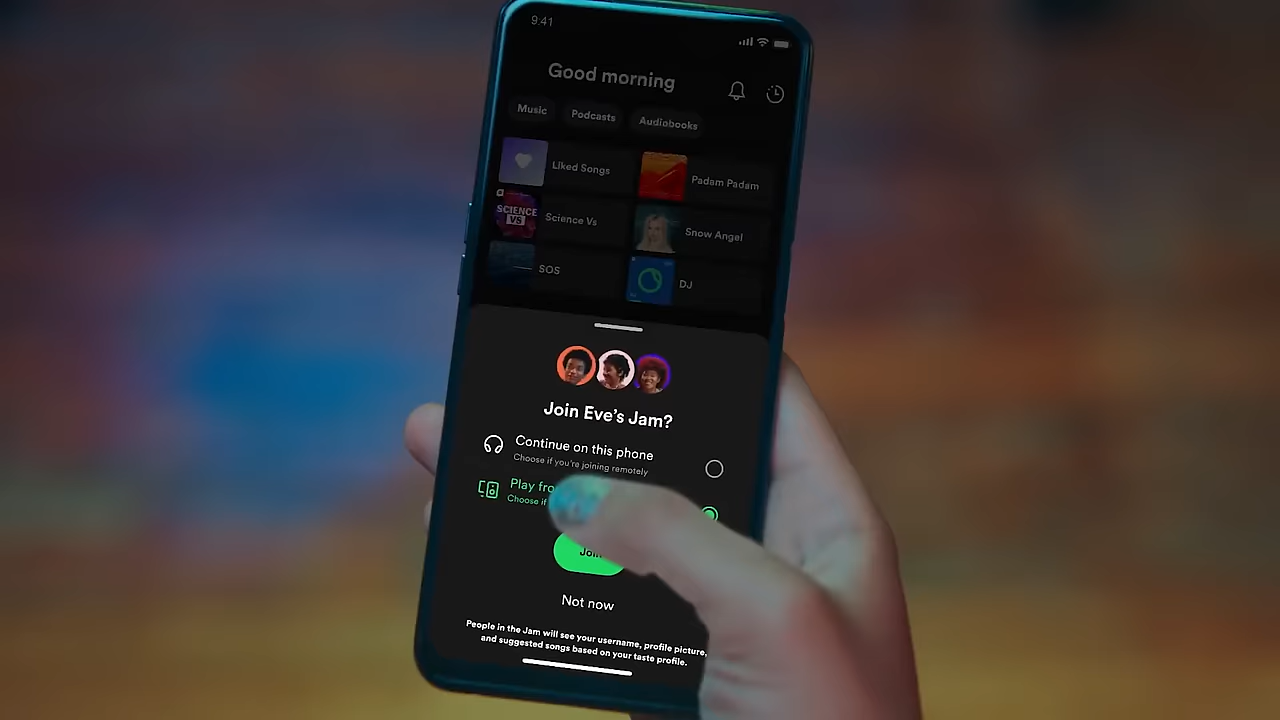 9:41
Good morning
Music
Podcasts
Audiobooks
Liked Songs
Padam Padam
SCIENCE
VS
Science Vs
Snow Angel
SOS
DJ
Join Eve's Jam?
Continue on this phone
Choose if you're joining remotely
Play
Choose if
Join
Not now
People in the Jam will see your username, profile picture,
and suggested songs based on your taste profile.